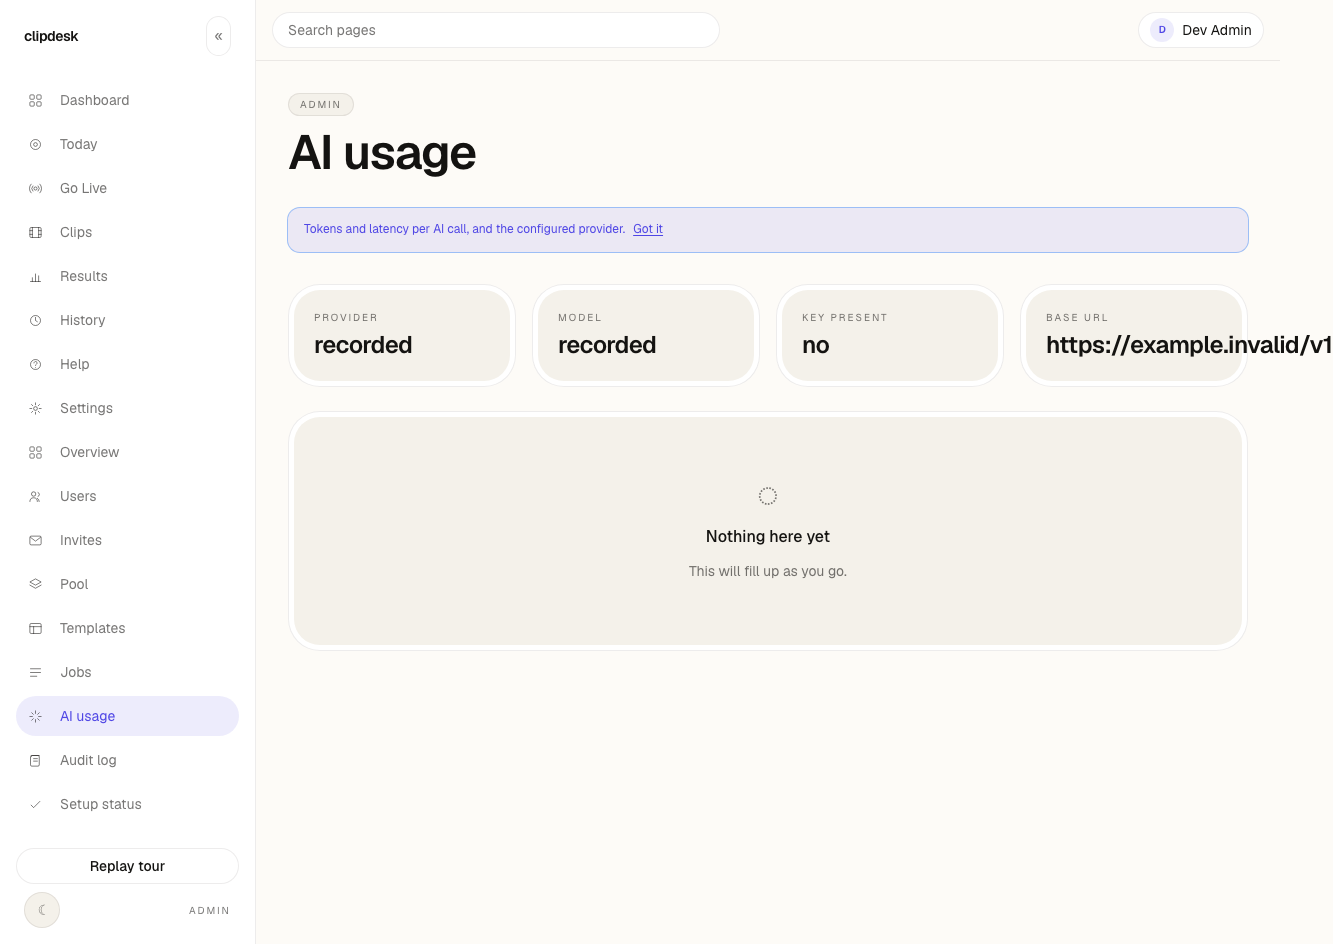 clipdesk
«
Search pages
D
Dev Admin
Dashboard
Today
Go Live
Clips
Results
History
Help
Settings
Overview
Users
Invites
Pool
Templates
Jobs
AI usage
Audit log
Setup status
Replay tour
ADMIN
ADMIN
AI usage
Tokens and latency per AI call, and the configured provider. Got it
PROVIDER
recorded
MODEL
recorded
KEY PRESENT
no
BASE URL
https://example.invalid/v1
Nothing here yet
This will fill up as you go.